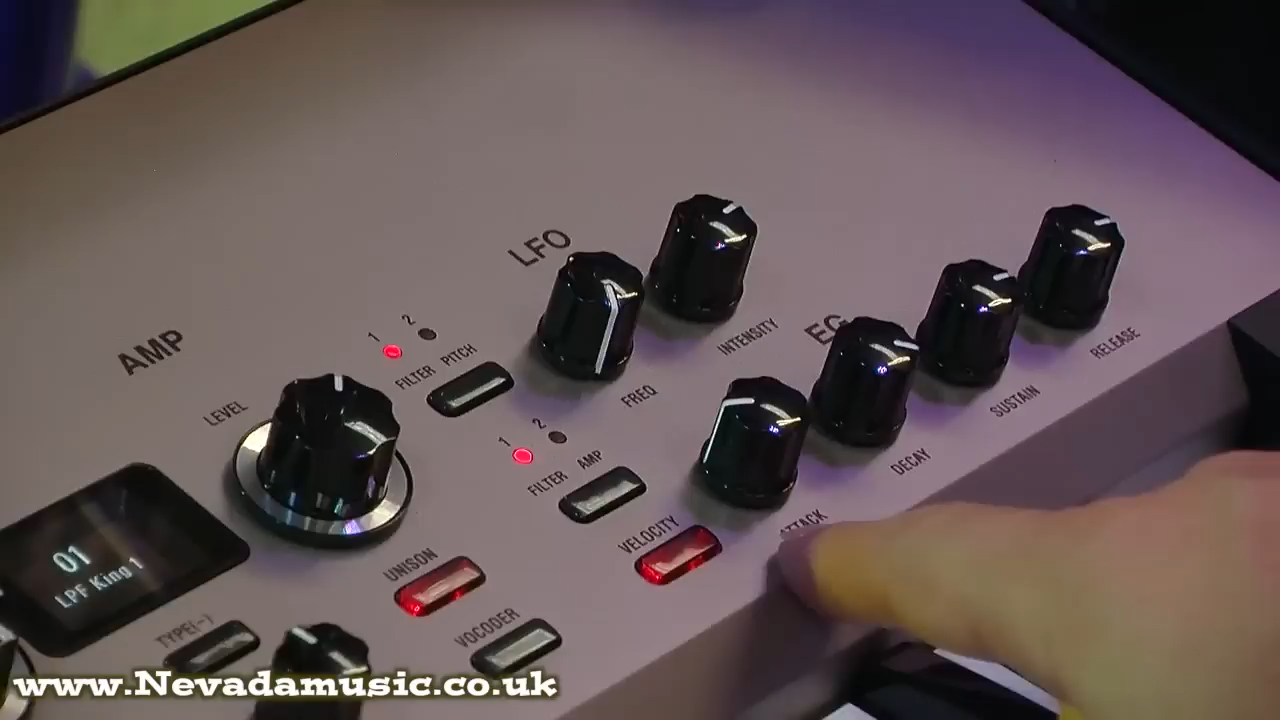 LFO
INTENSITY
EG
RELEASE
AMP
1 2
FILTER PITCH
FREQ
SUSTAIN
LEVEL
1 2
FILTER AMP
DECAY
ATTACK
VELOCITY
01
LPF King 1
UNISON
VOCODER
TYPE(-)
www.Nevadamusic.co.uk